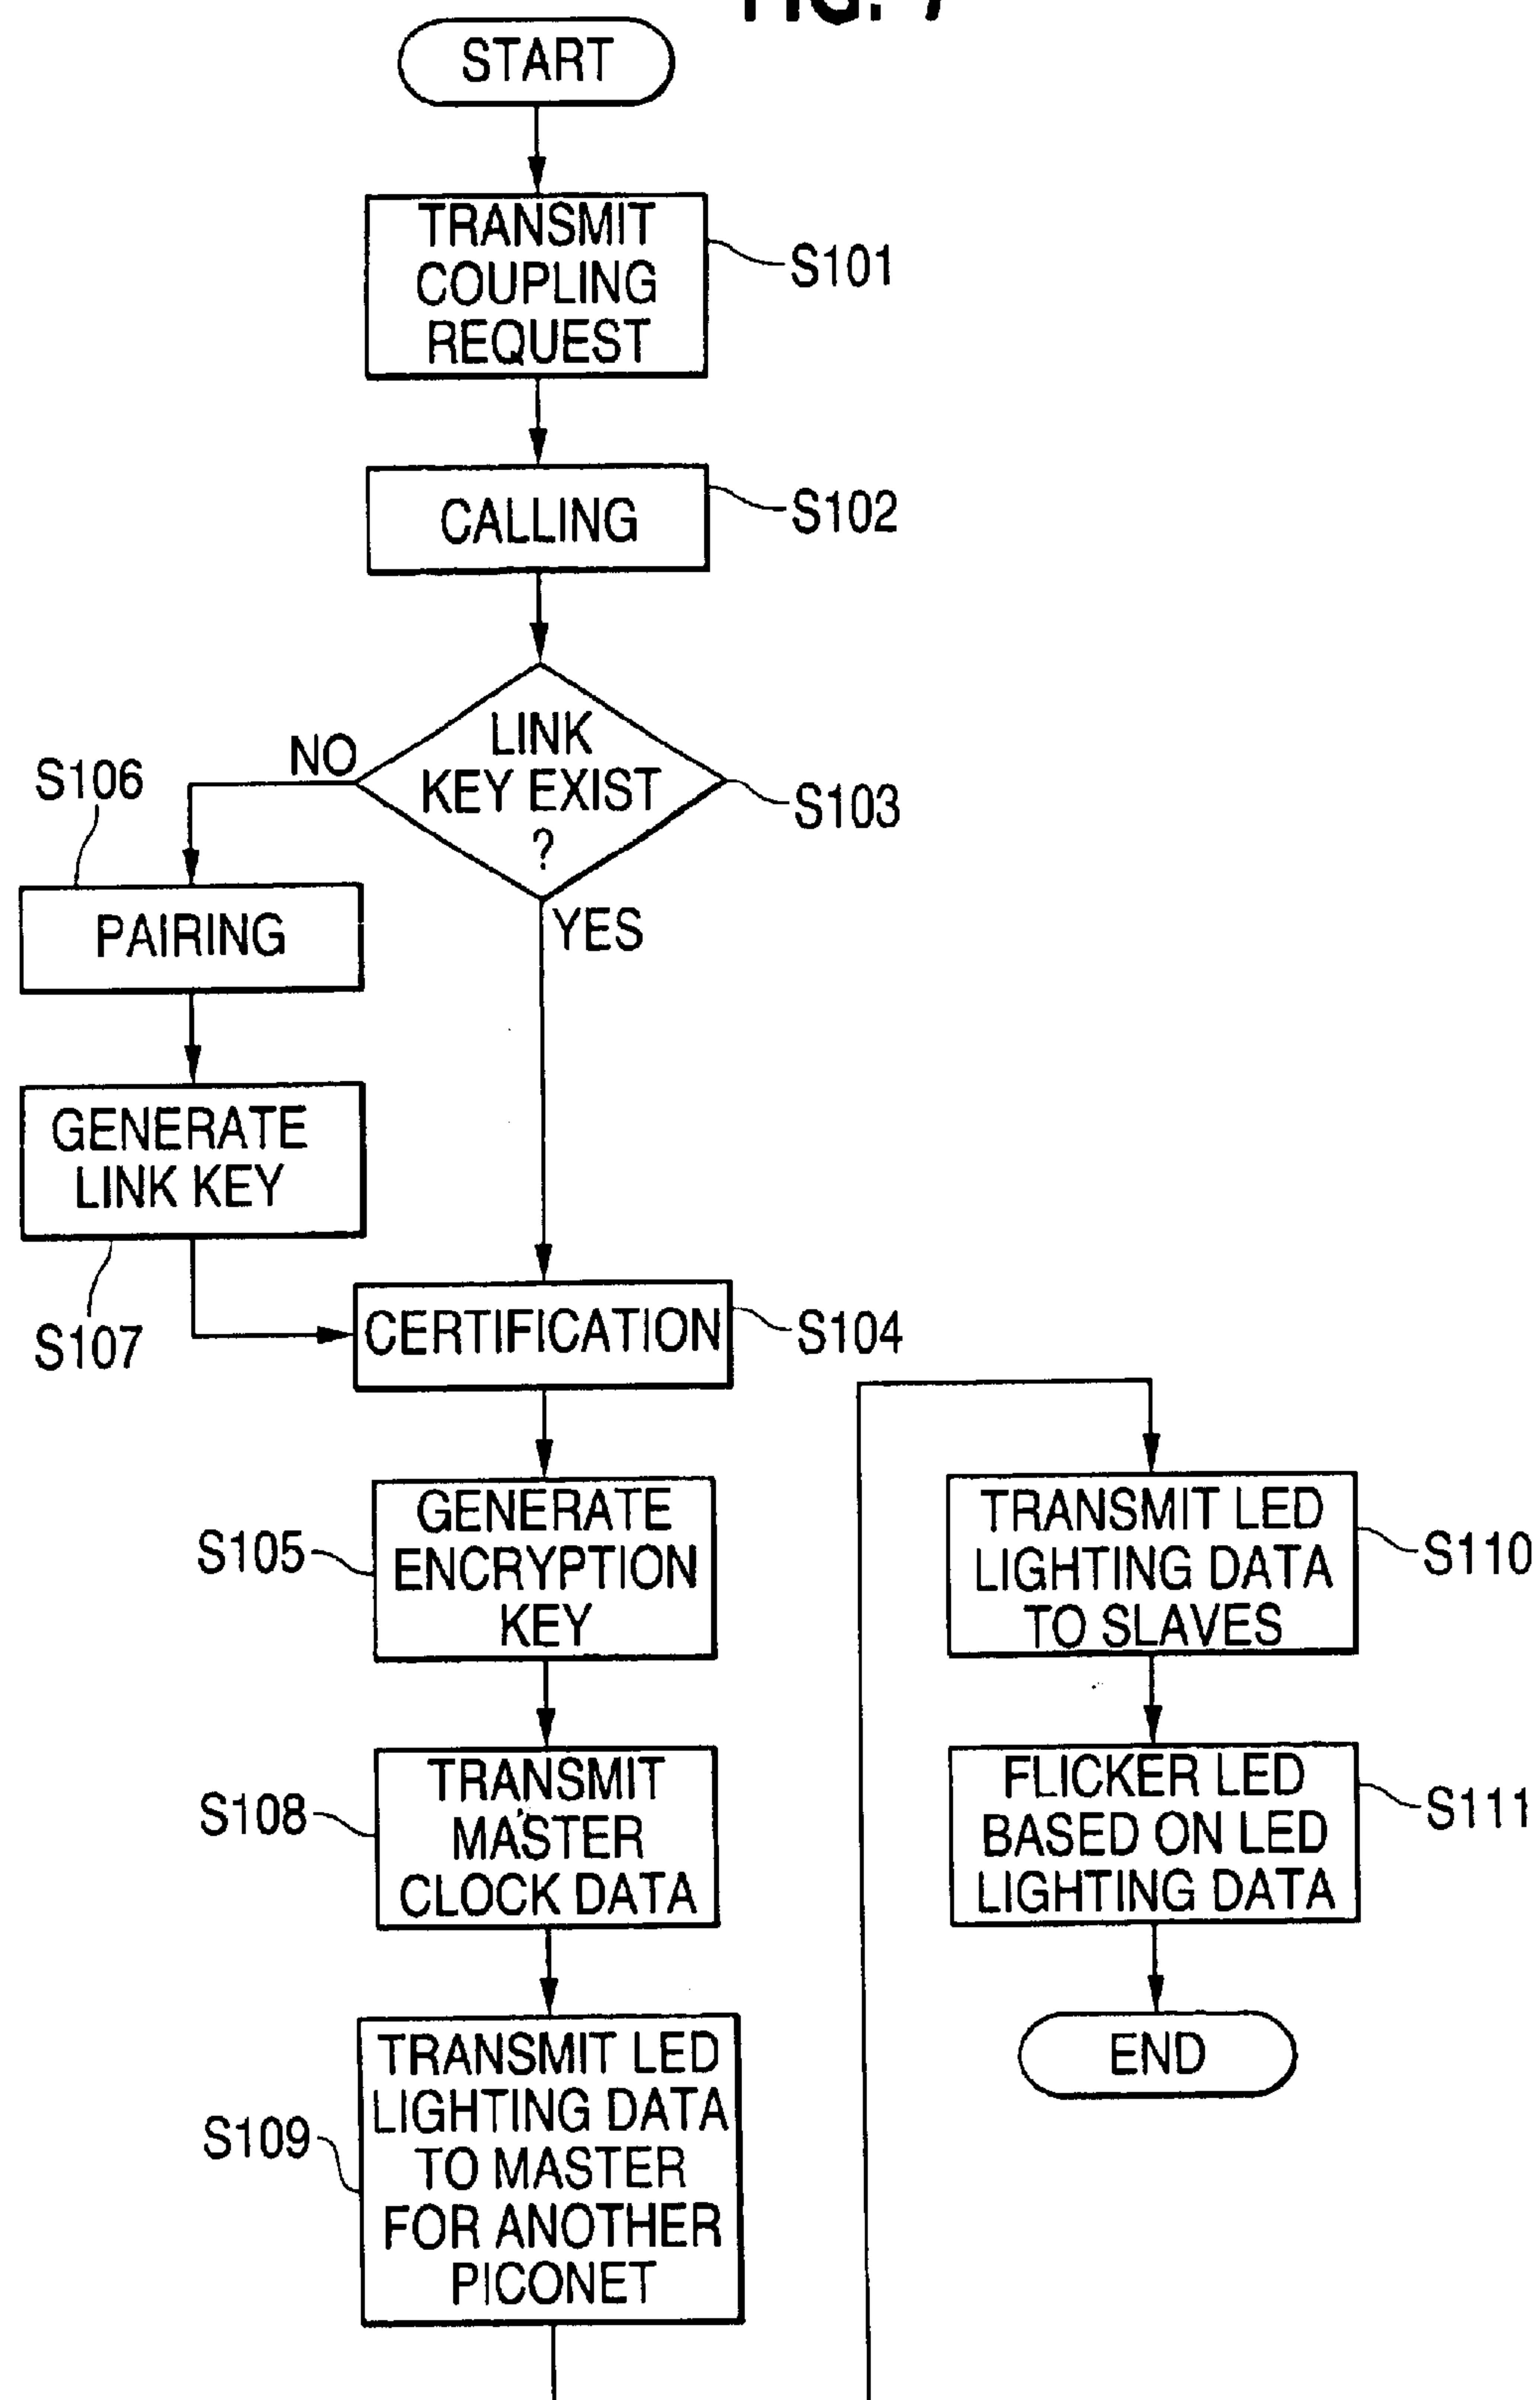 START
TRANSMIT
COUPLING
REQUEST
S101
CALLING
S102
LINK
KEY EXIST
?
S103
NO
YES
S106
PAIRING
GENERATE
LINK KEY
S107
CERTIFICATION
S104
GENERATE
ENCRYPTION
KEY
S105
TRANSMIT
MASTER
CLOCK DATA
S108
TRANSMIT LED
LIGHTING DATA
TO MASTER
FOR ANOTHER
PICONET
S109
TRANSMIT LED
LIGHTING DATA
TO SLAVES
S110
FLICKER LED
BASED ON LED
LIGHTING DATA
S111
END